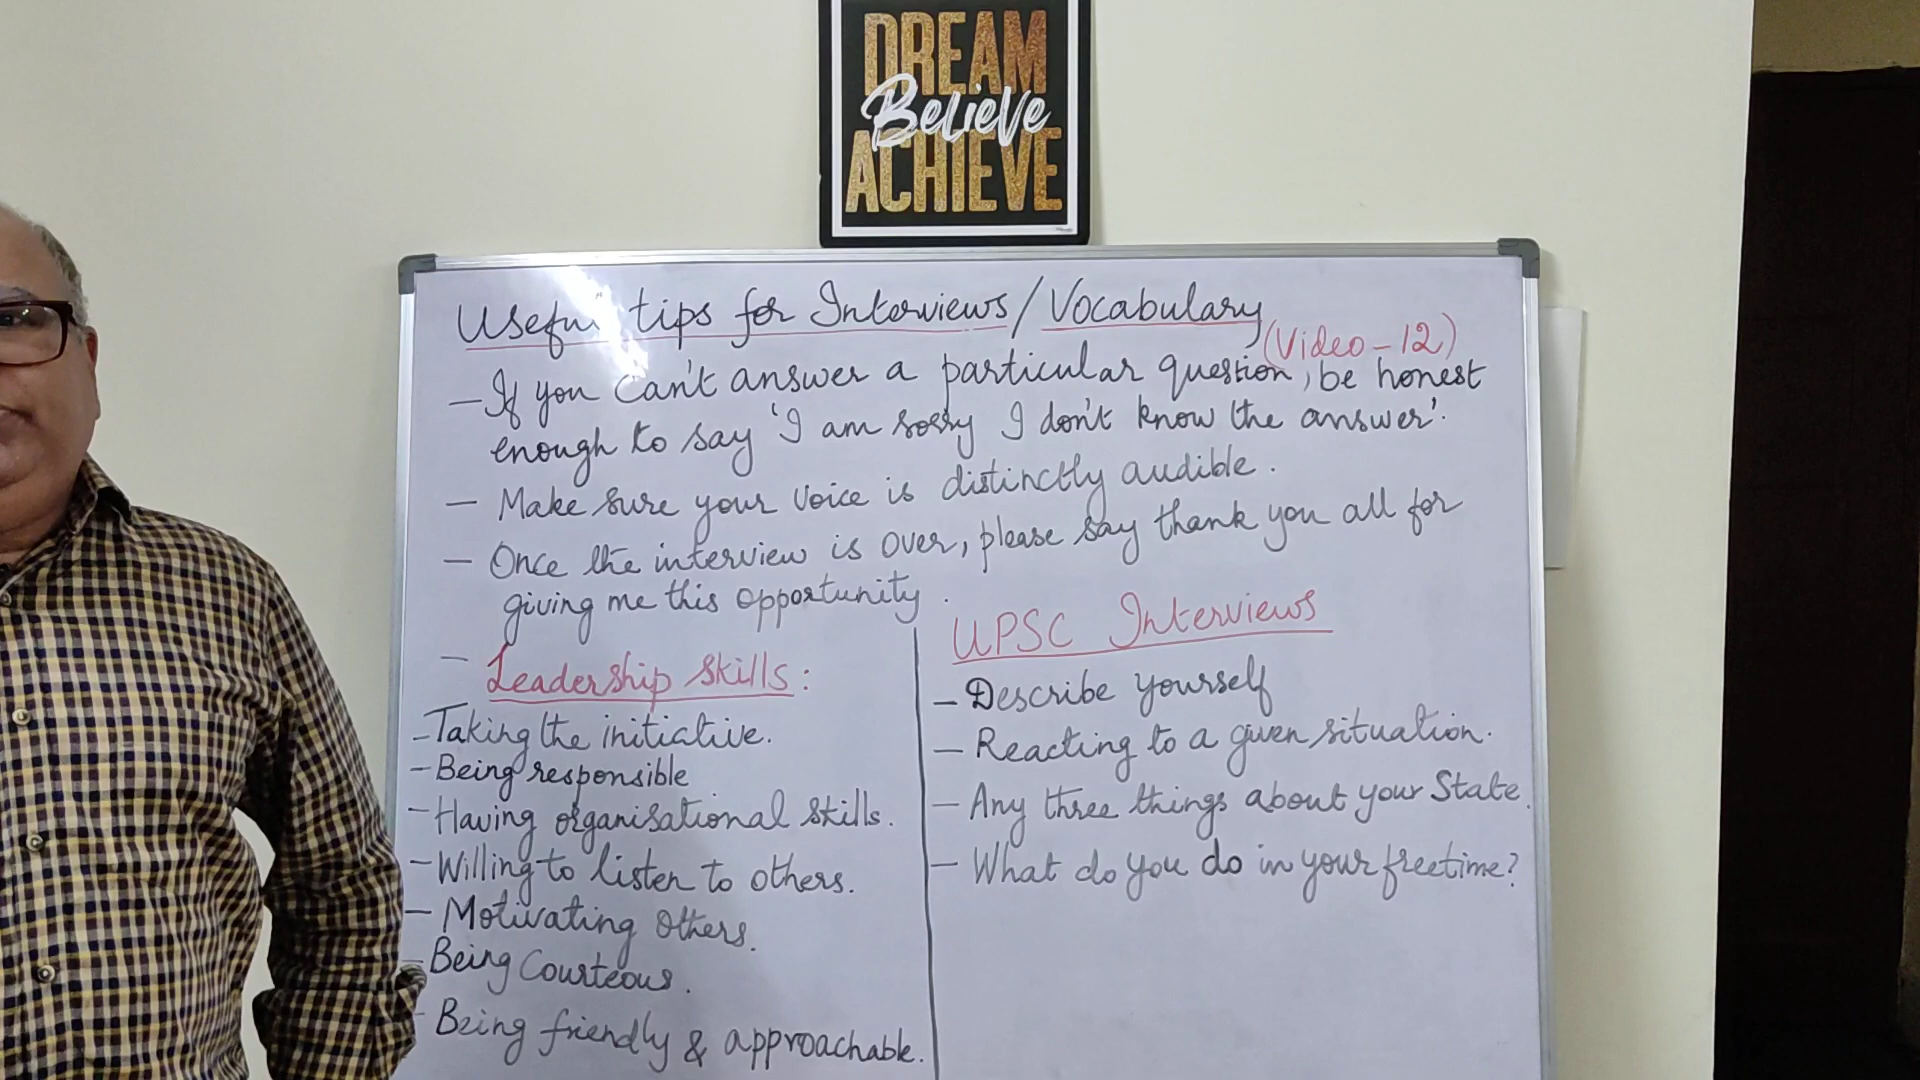 DREAM
Believe
ACHIEVE
Useful tips for Interviews/Vocabulary
(Video-12)
- If you can't answer a particular question, be honest
enough to say 'I am sorry I don't know the answer'.
- Make sure your voice is distinctly audible.
- Once the interview is over, please say thank you all for
giving me this opportunity.
- Leadership skills:
- Taking the initiative.
- Being responsible
- Having organisational skills.
- Willing to listen to others.
- Motivating others.
- Being Courteous.
- Being friendly & approachable.
UPSC Interviews
- Describe yourself
- Reacting to a given situation.
- Any three things about your State.
- What do you do in your freetime?